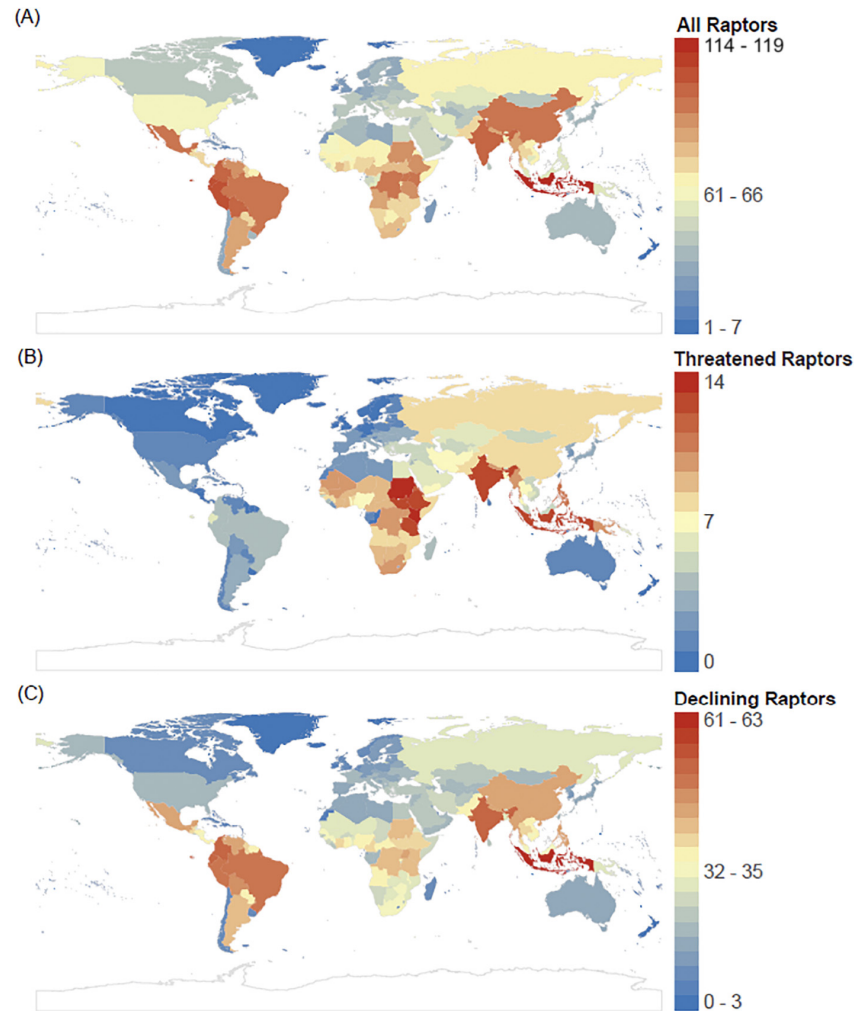 (A)
All Raptors
114 - 119
61 - 66
1 - 7
(B)
Threatened Raptors
14
7
0
(C)
Declining Raptors
61 - 63
32 - 35
0 - 3